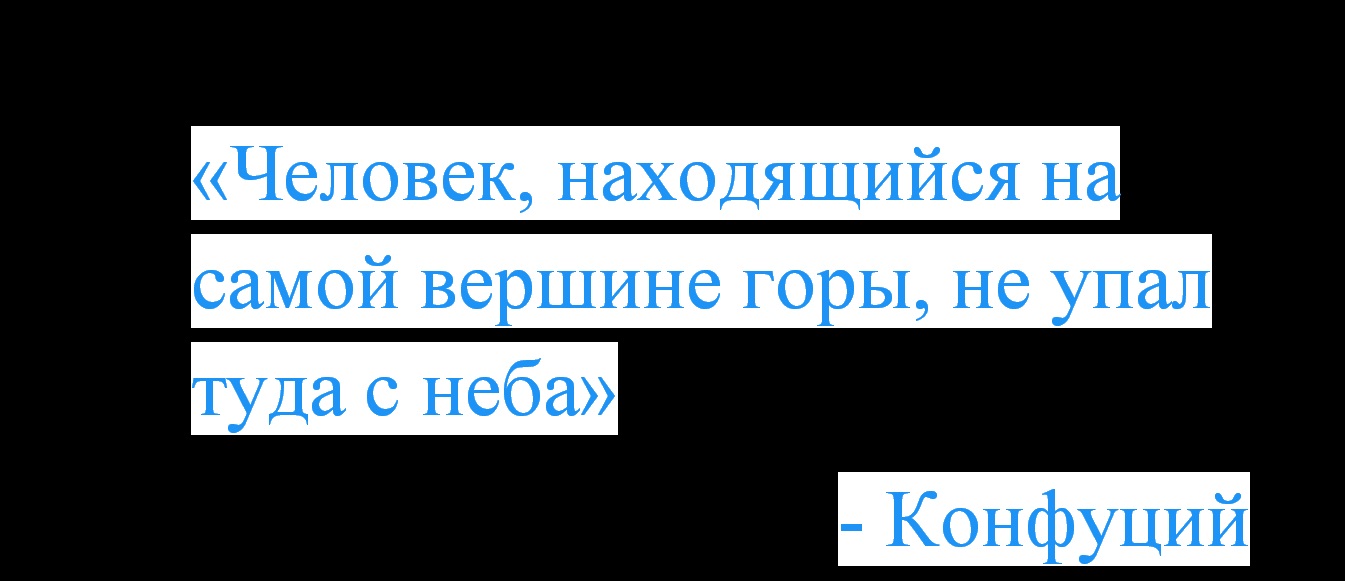 «Человек, находящийся на
самой вершине горы, не упал
туда с неба»
- Конфуций